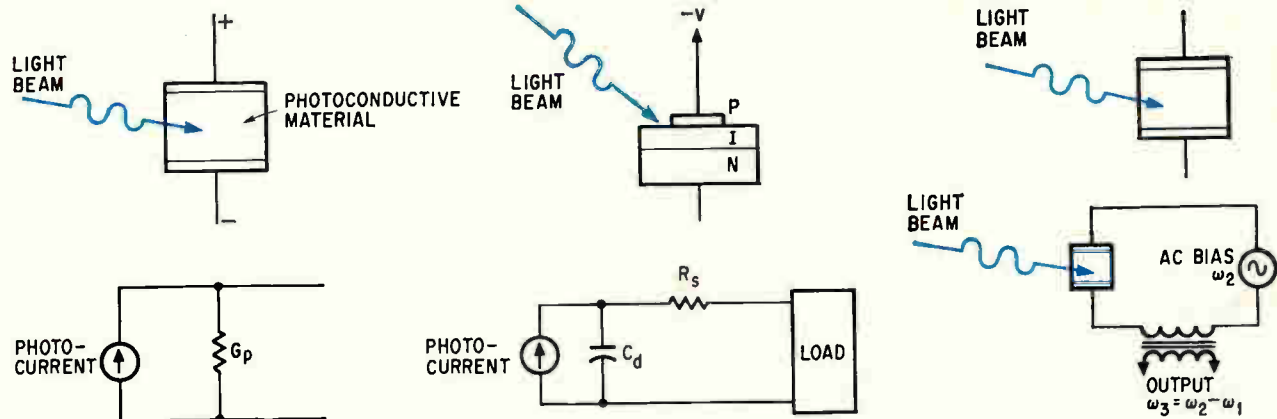 +
LIGHT
BEAM
PHOTOCONDUCTIVE
MATERIAL
−
PHOTO-
CURRENT
Gp
-V
LIGHT
BEAM
P
I
N
PHOTO-
CURRENT
Cd
Rs
LOAD
LIGHT
BEAM
LIGHT
BEAM
AC BIAS
ω2
OUTPUT
ω3 = ω2 − ω1